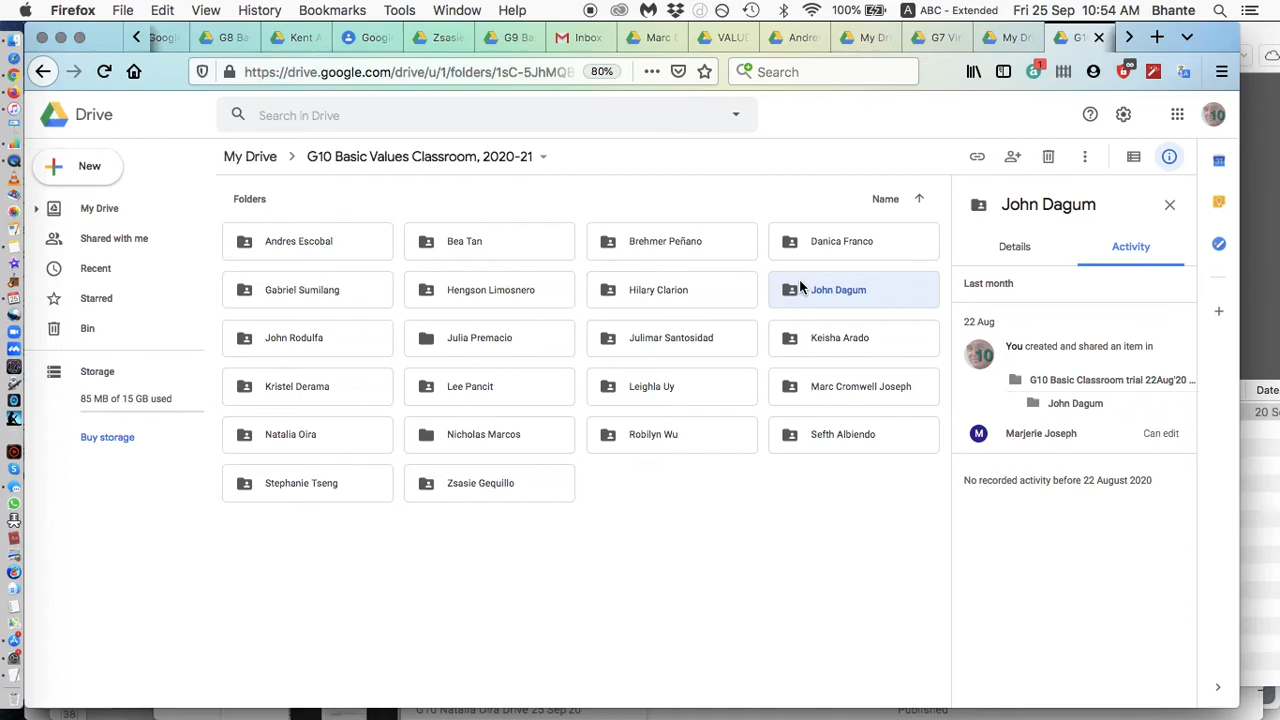 Firefox File Edit View History Bookmarks Tools Window Help 100% A ABC - Extended Fri 25 Sep 10:54 AM Bhante
Google G8 B Kent A Google Zsasie G9 Ba Inbox Marc C VALUE Andre My Dr G7 Vir My Dr G1
https://drive.google.com/drive/u/1/folders/1sC-5JhMQB 80% Search 1
Drive Search in Drive 10
New My Drive G10 Basic Values Classroom, 2020-21
Folders Name
John Dagum
My Drive
Shared with me
Recent
Starred
Bin
Storage
85 MB of 15 GB used
Buy storage
Andres Escobal Bea Tan Brehmer Peñano Danica Franco
Gabriel Sumilang Hengson Limosnero Hilary Clarion John Dagum
John Rodulfa Julia Premacio Julimar Santosidad Keisha Arado
Kristel Derama Lee Pancit Leighla Uy Marc Cromwell Joseph
Natalia Oira Nicholas Marcos Robilyn Wu Sefth Albiendo
Stephanie Tseng Zsasie Gequillo
Details Activity
Last month
22 Aug
You created and shared an item in
G10 Basic Classroom trial 22Aug'20 ...
John Dagum
M Marjerie Joseph Can edit
No recorded activity before 22 August 2020
Date
20 Se
38 G10 Natalia Oira Drive 25 Sep 20 Published